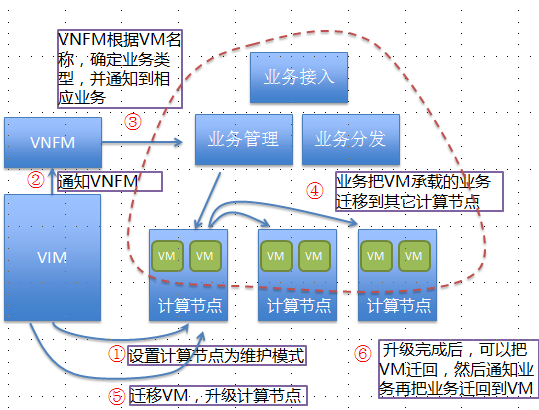 VNFM根据VM名
称，确定业务类
型，并通知到相
应业务
业务接入
③
VNFM
业务管理
业务分发
② 通知VNFM
④ 业务把VM承载的业务
迁移到其它计算节点
VIM
VM VM
VM VM
VM VM
计算节点
计算节点
计算节点
①设置计算节点为维护模式
⑤ 迁移VM，升级计算节点
⑥ 升级完成后，可以把
VM迁回，然后通知业
务再把业务迁回到VM